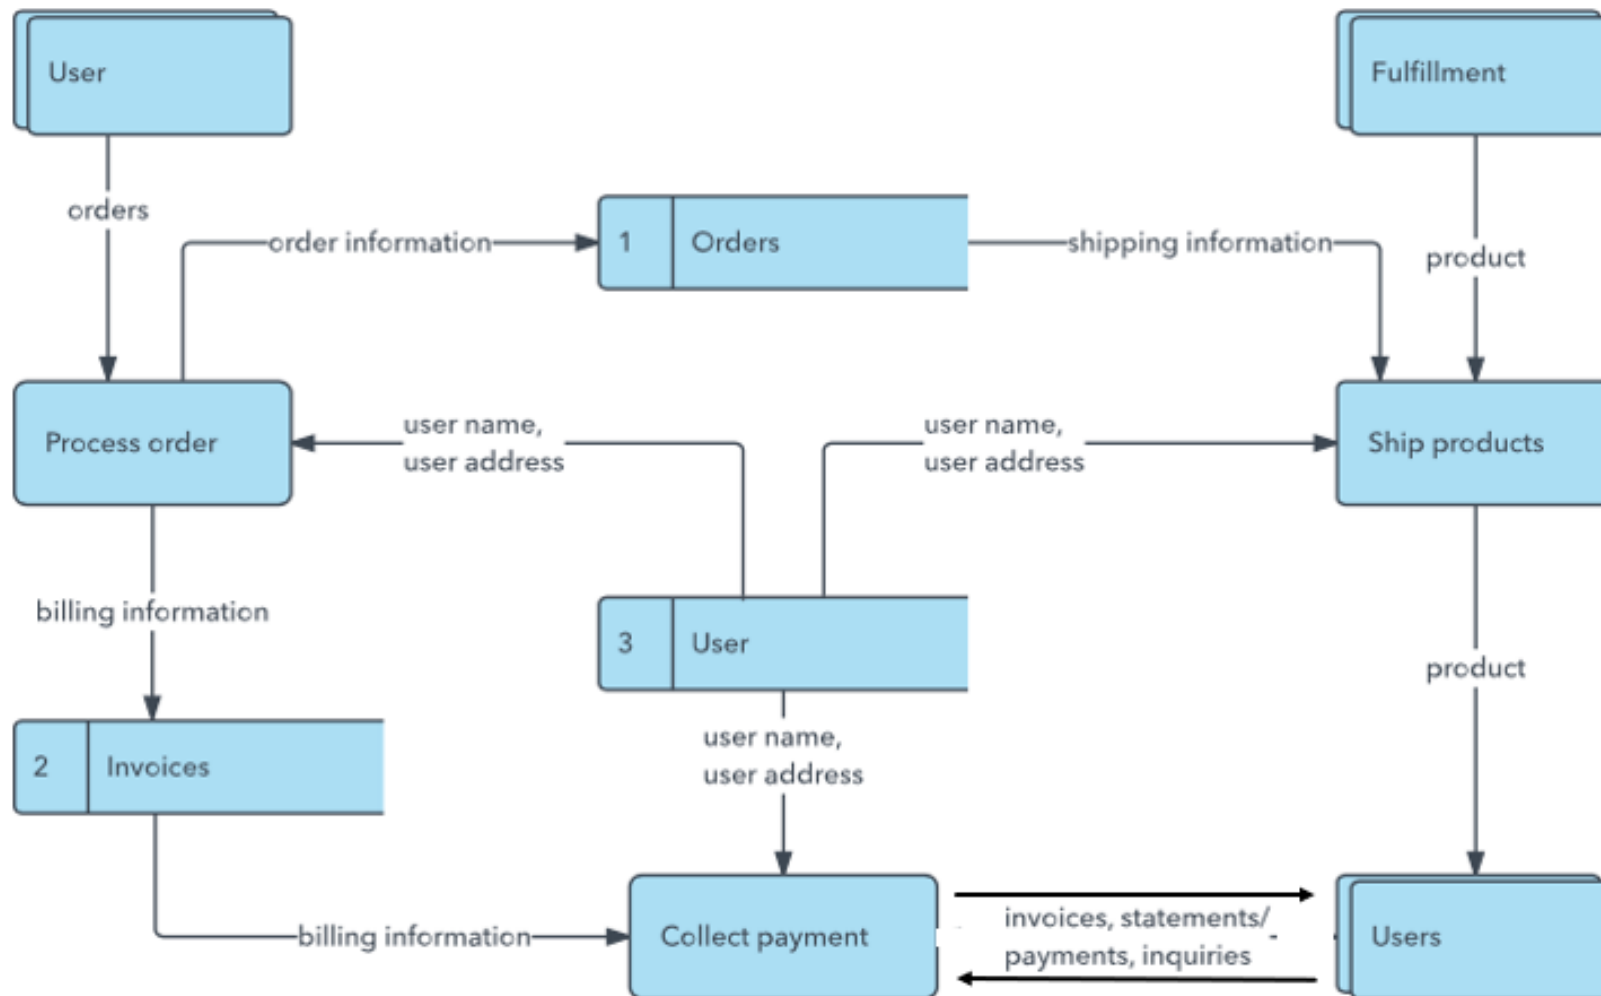 User
Fulfillment
orders
order information
1
Orders
shipping information
product
Process order
user name,
user address
user name,
user address
Ship products
billing information
3
User
product
2
Invoices
user name,
user address
billing information
Collect payment
invoices, statements/
payments, inquiries
Users